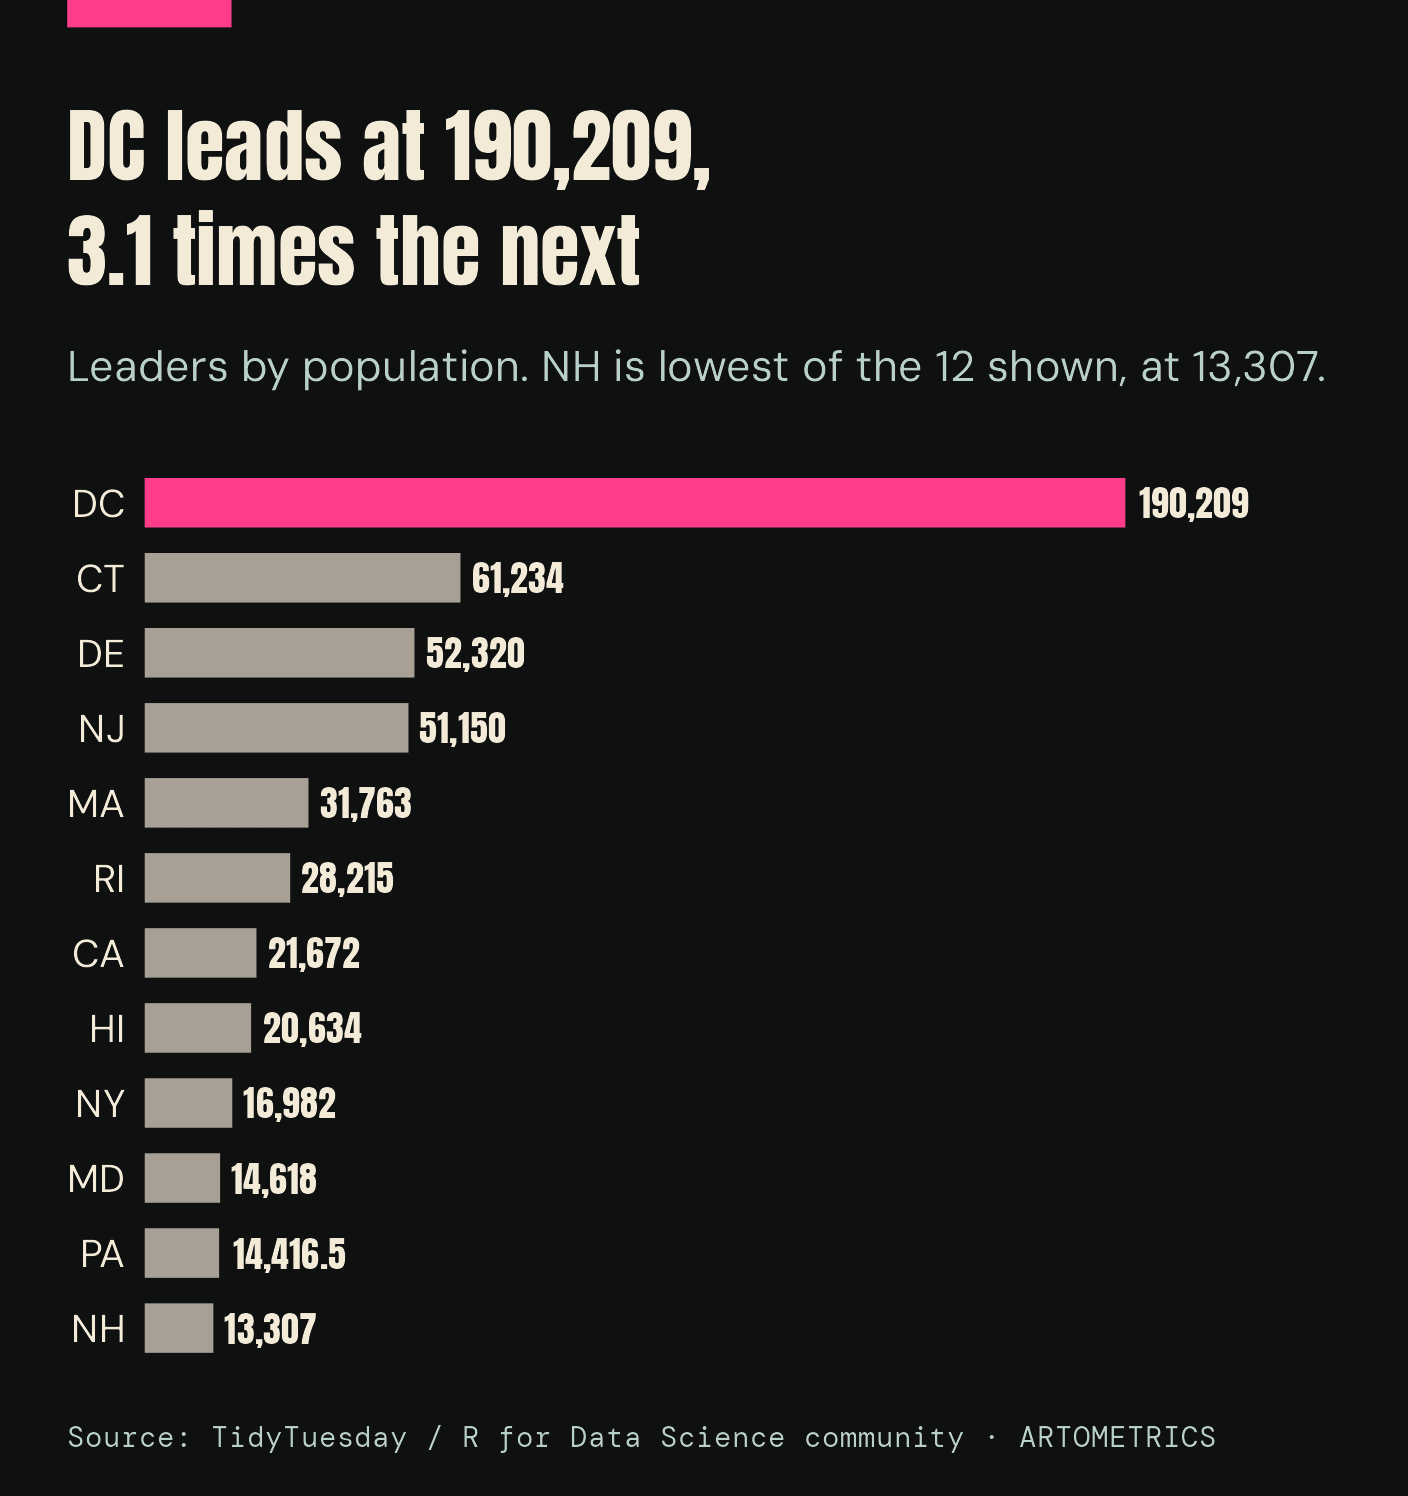 DC leads at 190,209,
3.1 times the next
Leaders by population. NH is lowest of the 12 shown, at 13,307.
DC 190,209
CT 61,234
DE 52,320
NJ 51,150
MA 31,763
RI 28,215
CA 21,672
HI 20,634
NY 16,982
MD 14,618
PA 14,416.5
NH 13,307
Source: TidyTuesday / R for Data Science community · ARTOMETRICS